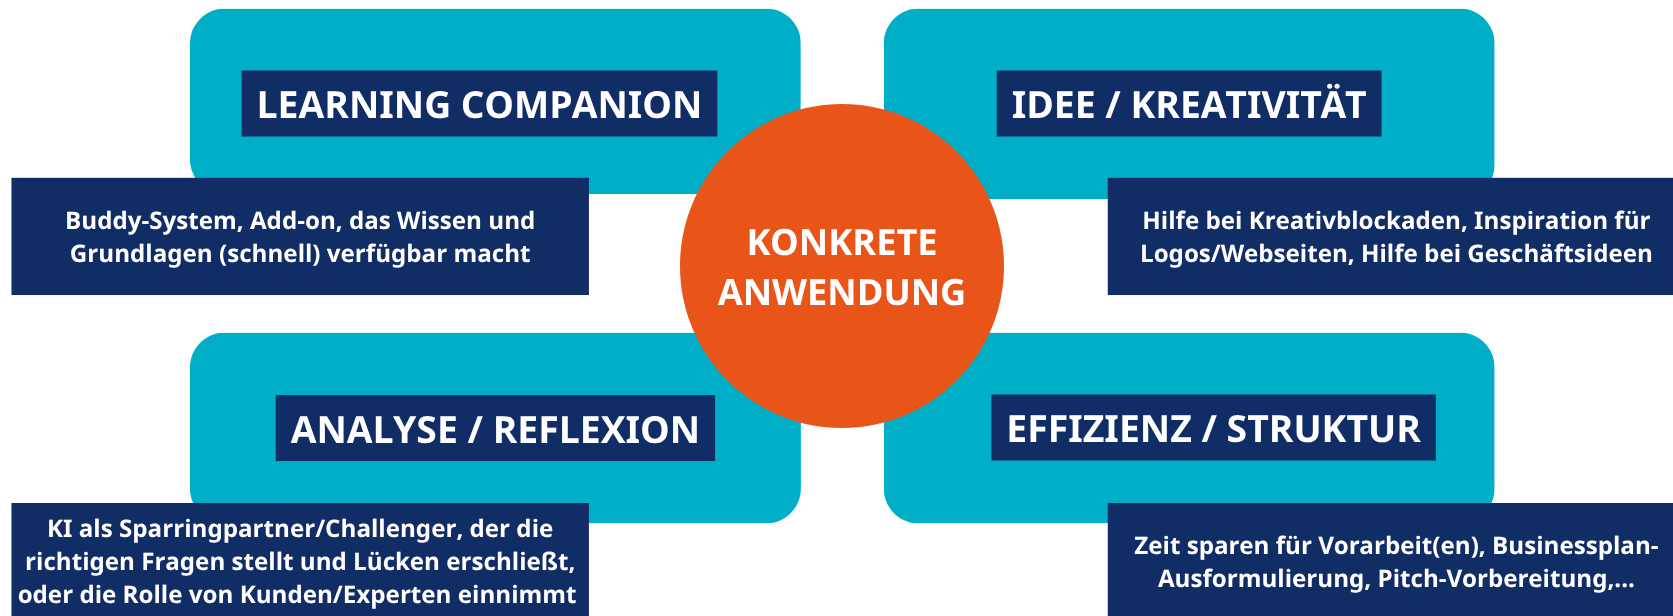 LEARNING COMPANION
Buddy-System, Add-on, das Wissen und
Grundlagen (schnell) verfügbar macht
IDEE / KREATIVITÄT
Hilfe bei Kreativblockaden, Inspiration für
Logos/Webseiten, Hilfe bei Geschäftsideen
KONKRETE
ANWENDUNG
ANALYSE / REFLEXION
KI als Sparringpartner/Challenger, der die
richtigen Fragen stellt und Lücken erschließt,
oder die Rolle von Kunden/Experten einnimmt
EFFIZIENZ / STRUKTUR
Zeit sparen für Vorarbeit(en), Businessplan-
Ausformulierung, Pitch-Vorbereitung,...